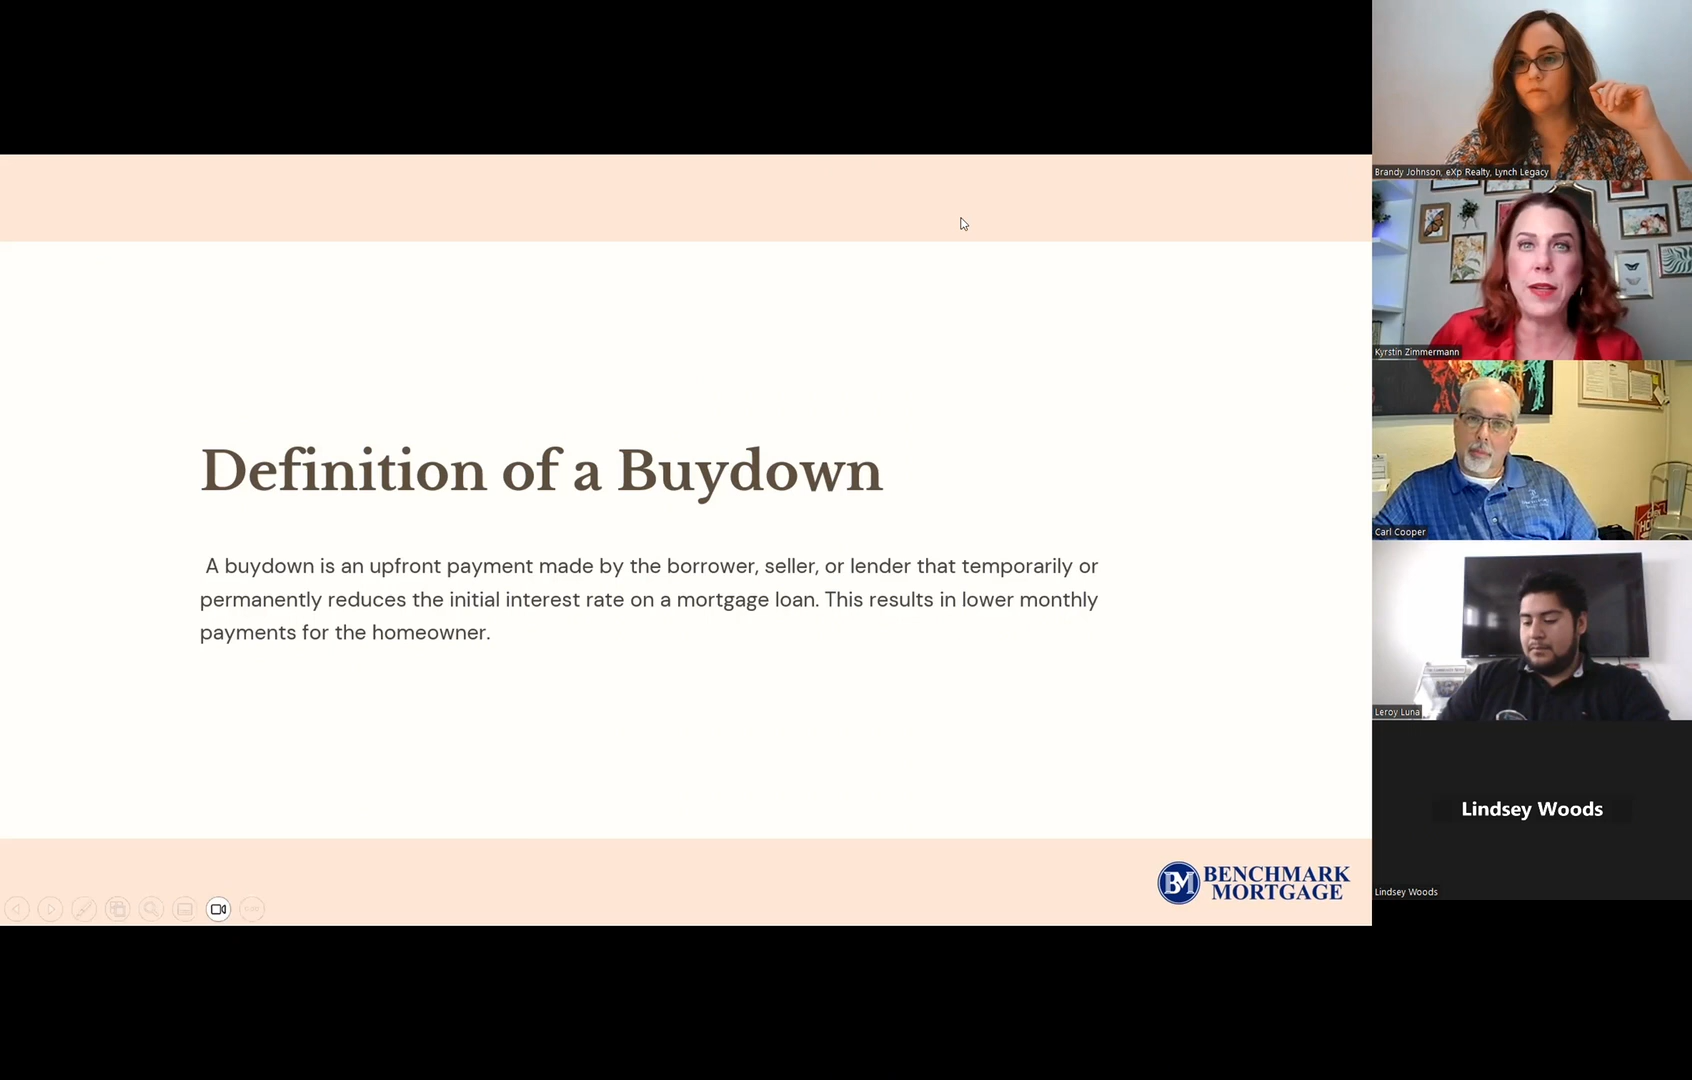 Definition of a Buydown
A buydown is an upfront payment made by the borrower, seller, or lender that temporarily or
permanently reduces the initial interest rate on a mortgage loan. This results in lower monthly
payments for the homeowner.
BM BENCHMARK
MORTGAGE
Brandy Johnson, eXp Realty, Lynch Legacy
Kyrstin Zimmermann
Carl Cooper
Leroy Luna
Lindsey Woods
Lindsey Woods